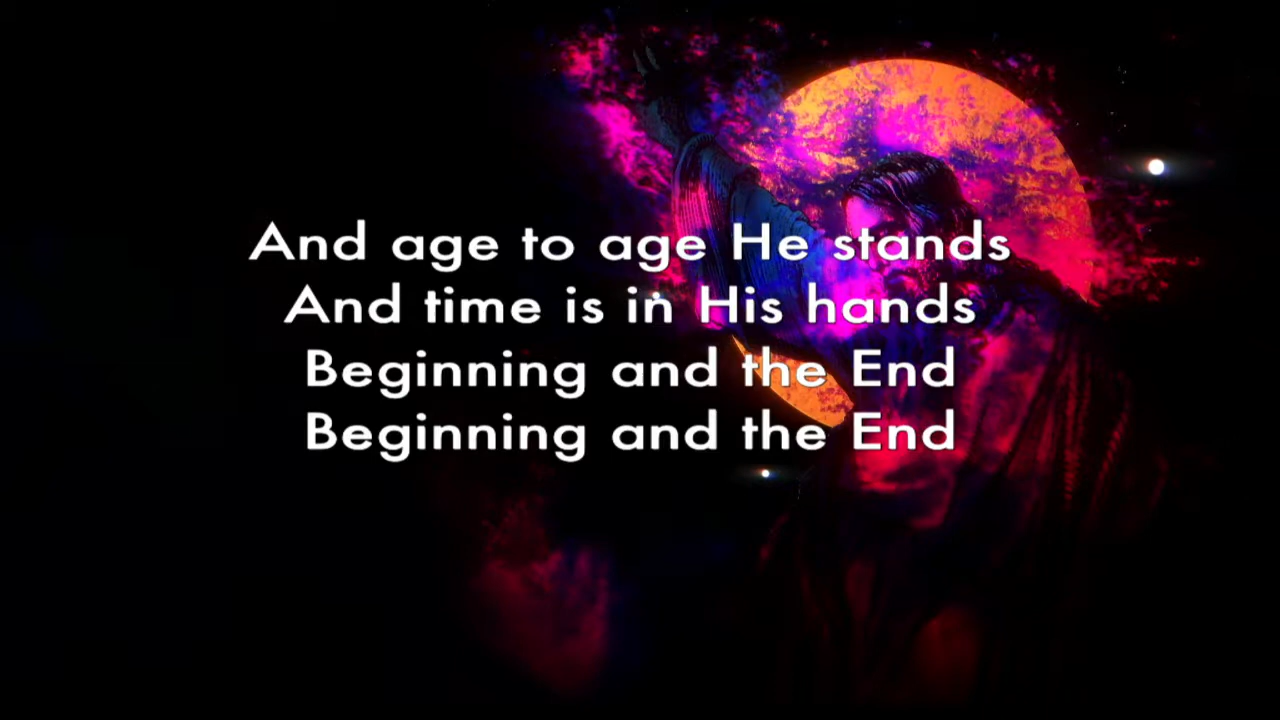 And age to age He stands
And time is in His hands
Beginning and the End
Beginning and the End